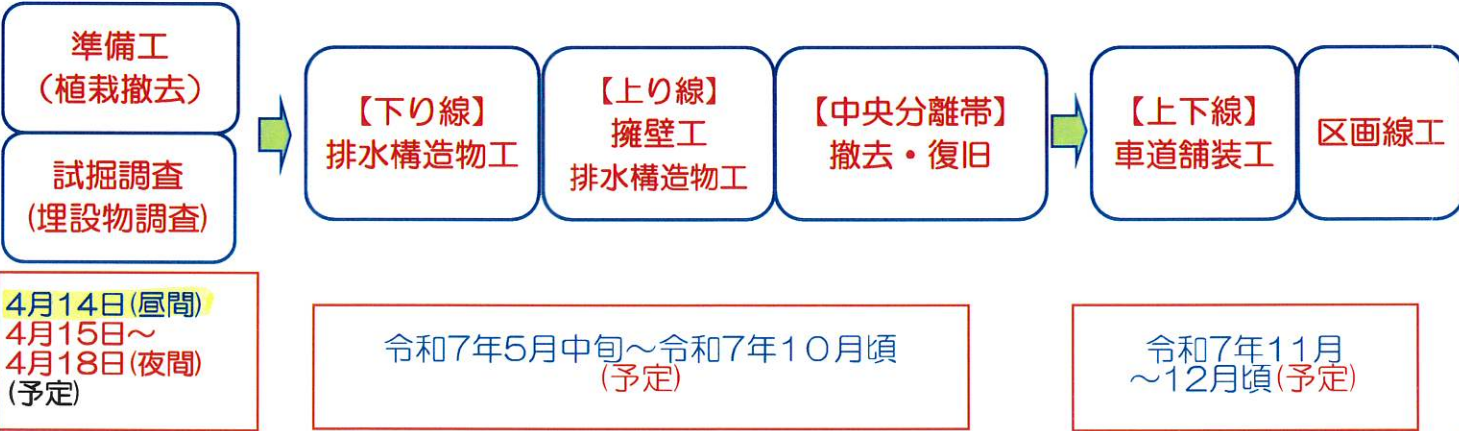 準備工
(植栽撤去)
試掘調査
(埋設物調査)
【下り線】
排水構造物工
【上り線】
擁壁工
排水構造物工
【中央分離帯】
撤去・復旧
【上下線】
車道舗装工
区画線工
4月14日(昼間)
4月15日～
4月18日(夜間)
(予定)
令和7年5月中旬～令和7年10月頃
(予定)
令和7年11月
～12月頃(予定)